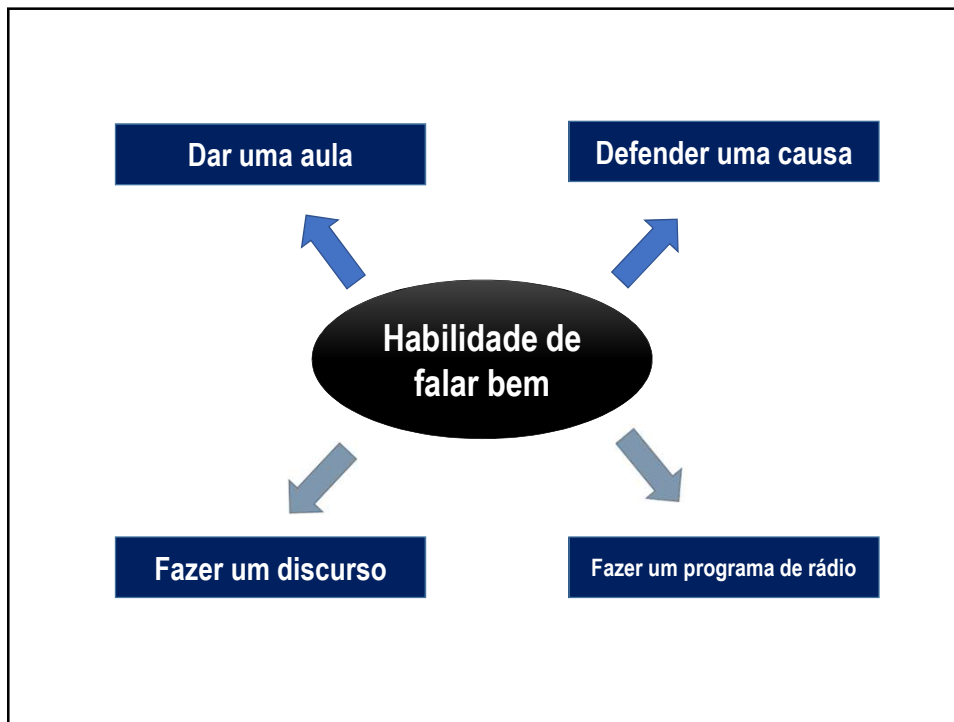 Dar uma aula
Defender uma causa
Habilidade de
falar bem
Fazer um discurso
Fazer um programa de rádio